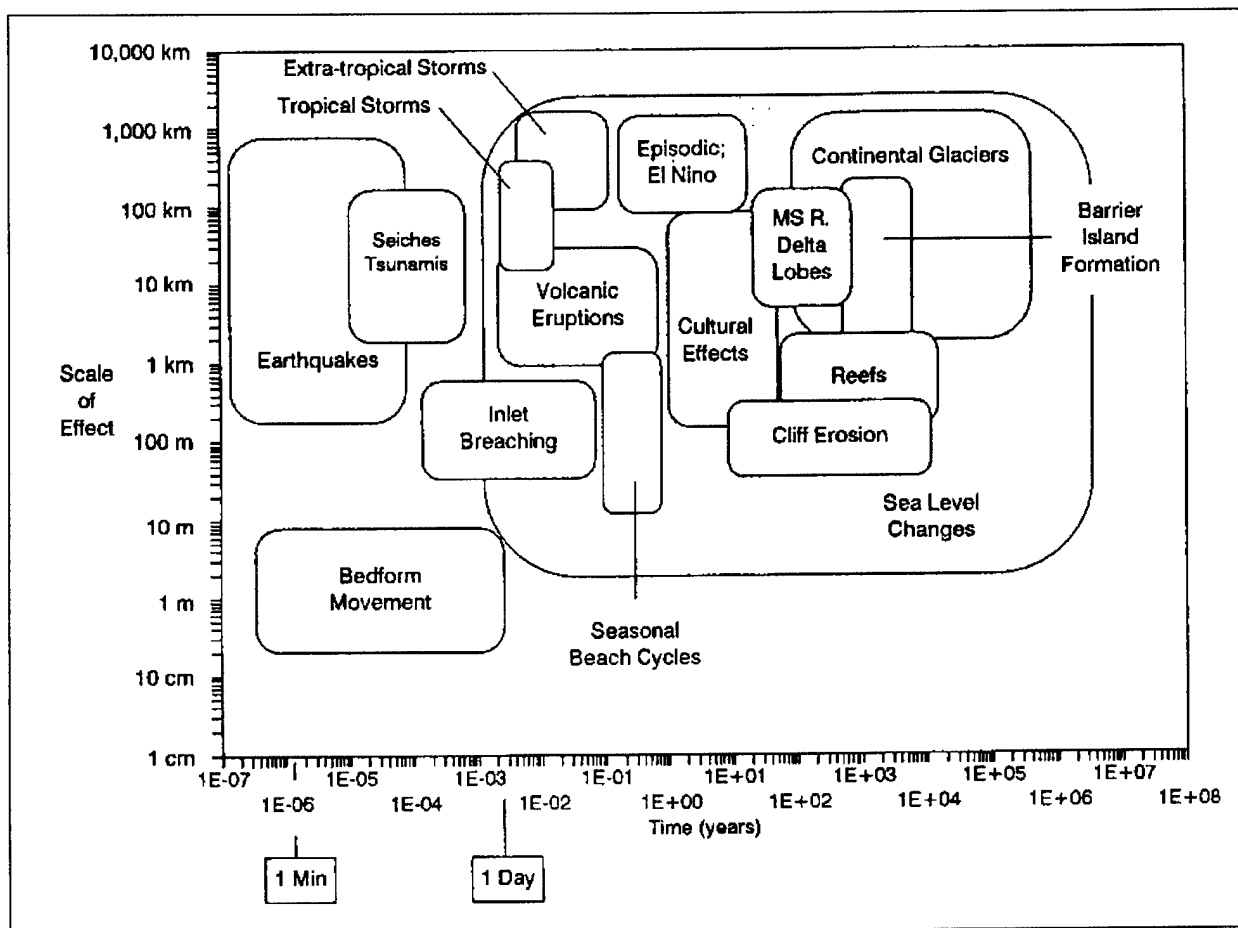 10,000 km
1,000 km
100 km
10 km
1 km
100 m
10 m
1 m
10 cm
1 cm
Scale
of
Effect
Extra-tropical Storms
Tropical Storms
Episodic;
El Nino
Continental Glaciers
Seiches
Tsunamis
MS R.
Delta
Lobes
Barrier
Island
Formation
Volcanic
Eruptions
Cultural
Effects
Earthquakes
Reefs
Inlet
Breaching
Cliff Erosion
Sea Level
Changes
Bedform
Movement
Seasonal
Beach Cycles
1E-07 1E-05 1E-03 1E-01 1E+01 1E+03 1E+05 1E+07
1E-06 1E-04 1E-02 1E+00 1E+02 1E+04 1E+06 1E+08
Time (years)
1 Min
1 Day